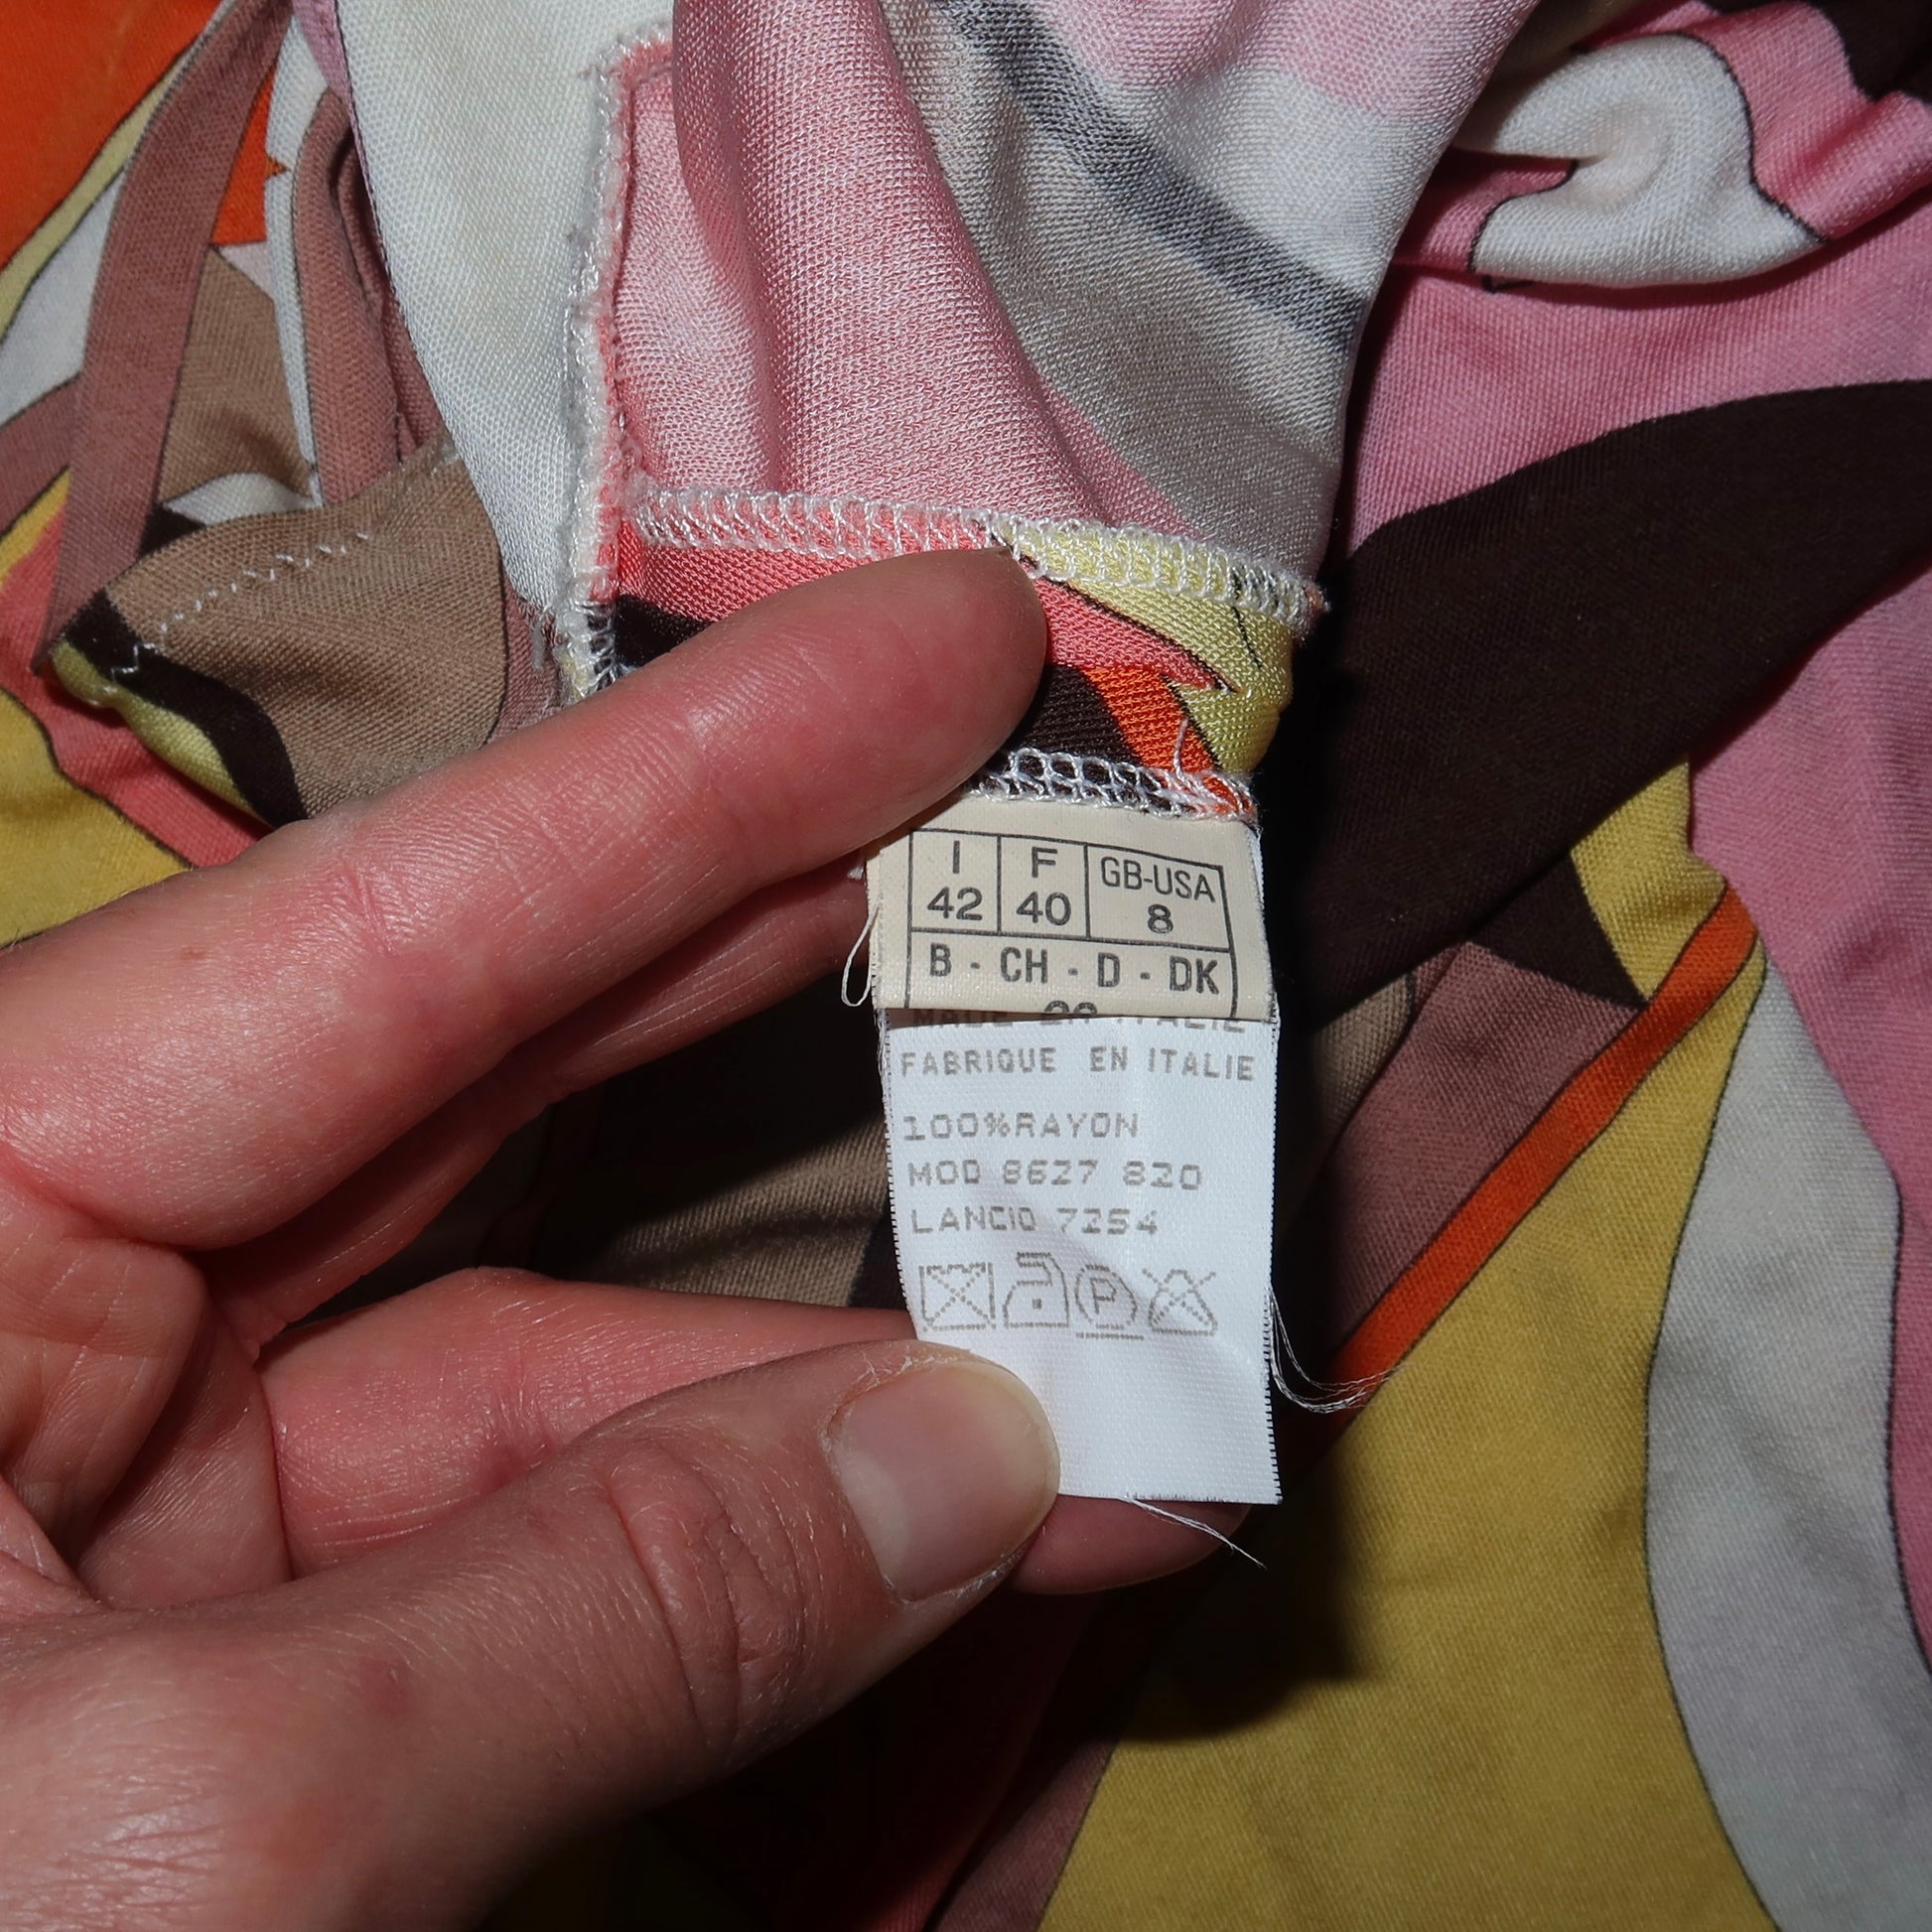 I F GB-USA
42 40 8
B - CH - D - DK
FABRIQUE EN ITALIE
100%RAYON
MOD 8627 820
LANCIO 7254
P